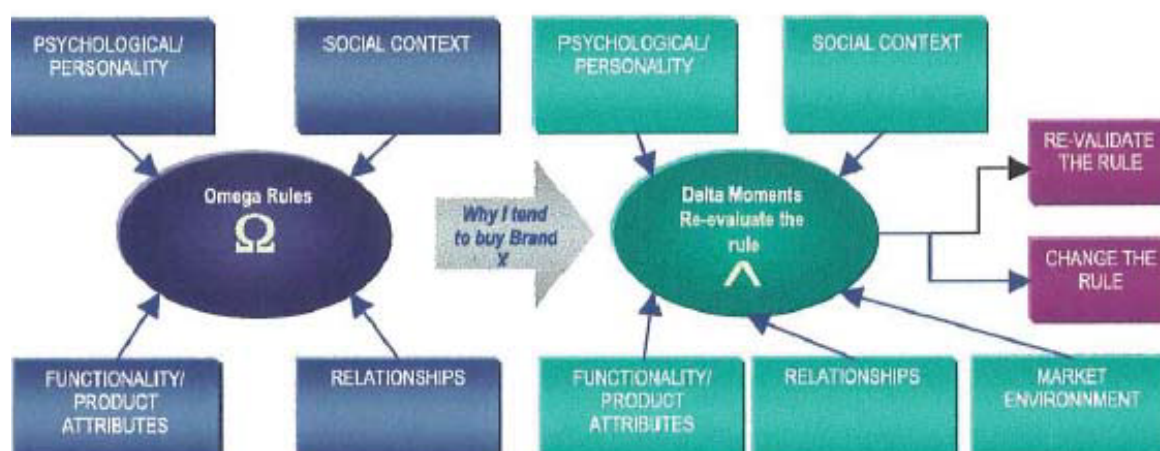 PSYCHOLOGICAL/
PERSONALITY
SOCIAL CONTEXT
PSYCHOLOGICAL/
PERSONALITY
SOCIAL CONTEXT
Omega Rules
Ω
Why I tend
to buy Brand
X
Delta Moments
Re-evaluate the
rule
Λ
RE-VALIDATE
THE RULE
CHANGE THE
RULE
FUNCTIONALITY/
PRODUCT
ATTRIBUTES
RELATIONSHIPS
FUNCTIONALITY/
PRODUCT
ATTRIBUTES
RELATIONSHIPS
MARKET
ENVIRONNMENT